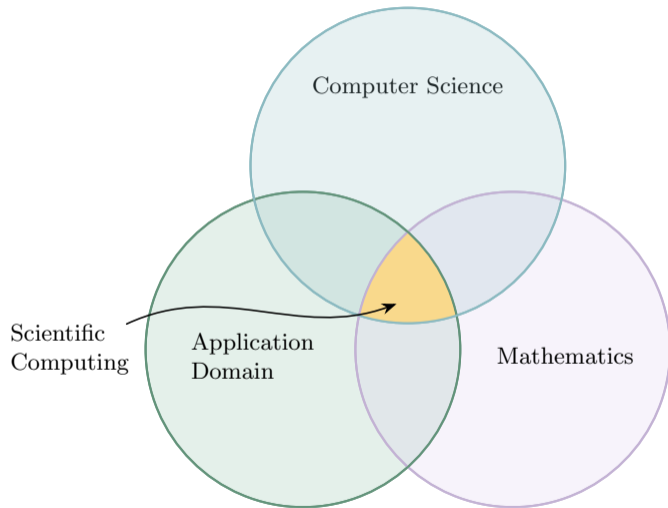 Computer Science
Scientific
Computing
Application
Domain
Mathematics